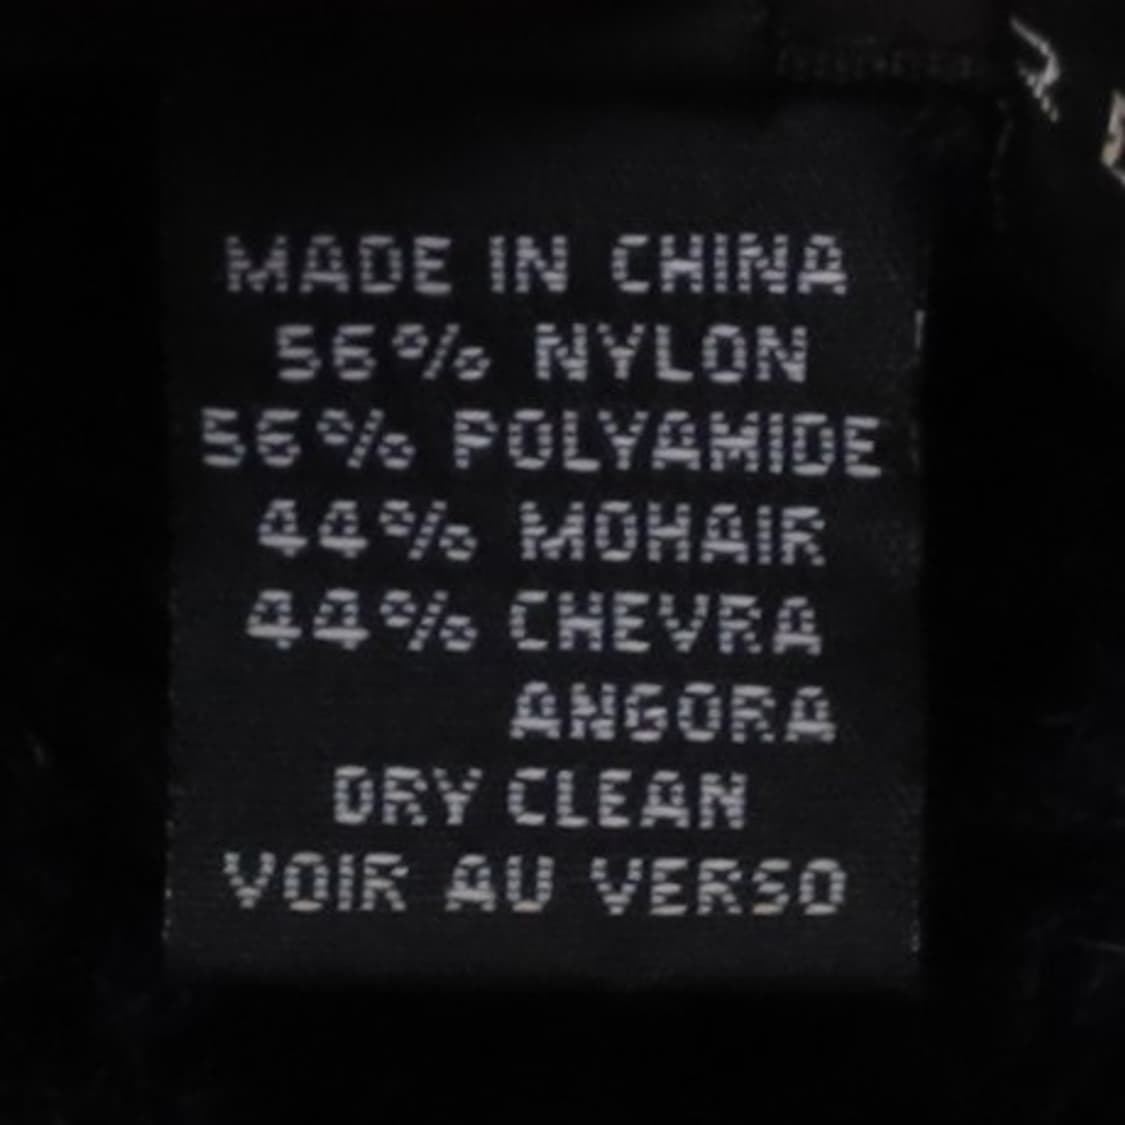 MADE IN CHINA
56% NYLON
56% POLYAMIDE
44% MOHAIR
44% CHEVRA
ANGORA
DRY CLEAN
VOIR AU VERSO